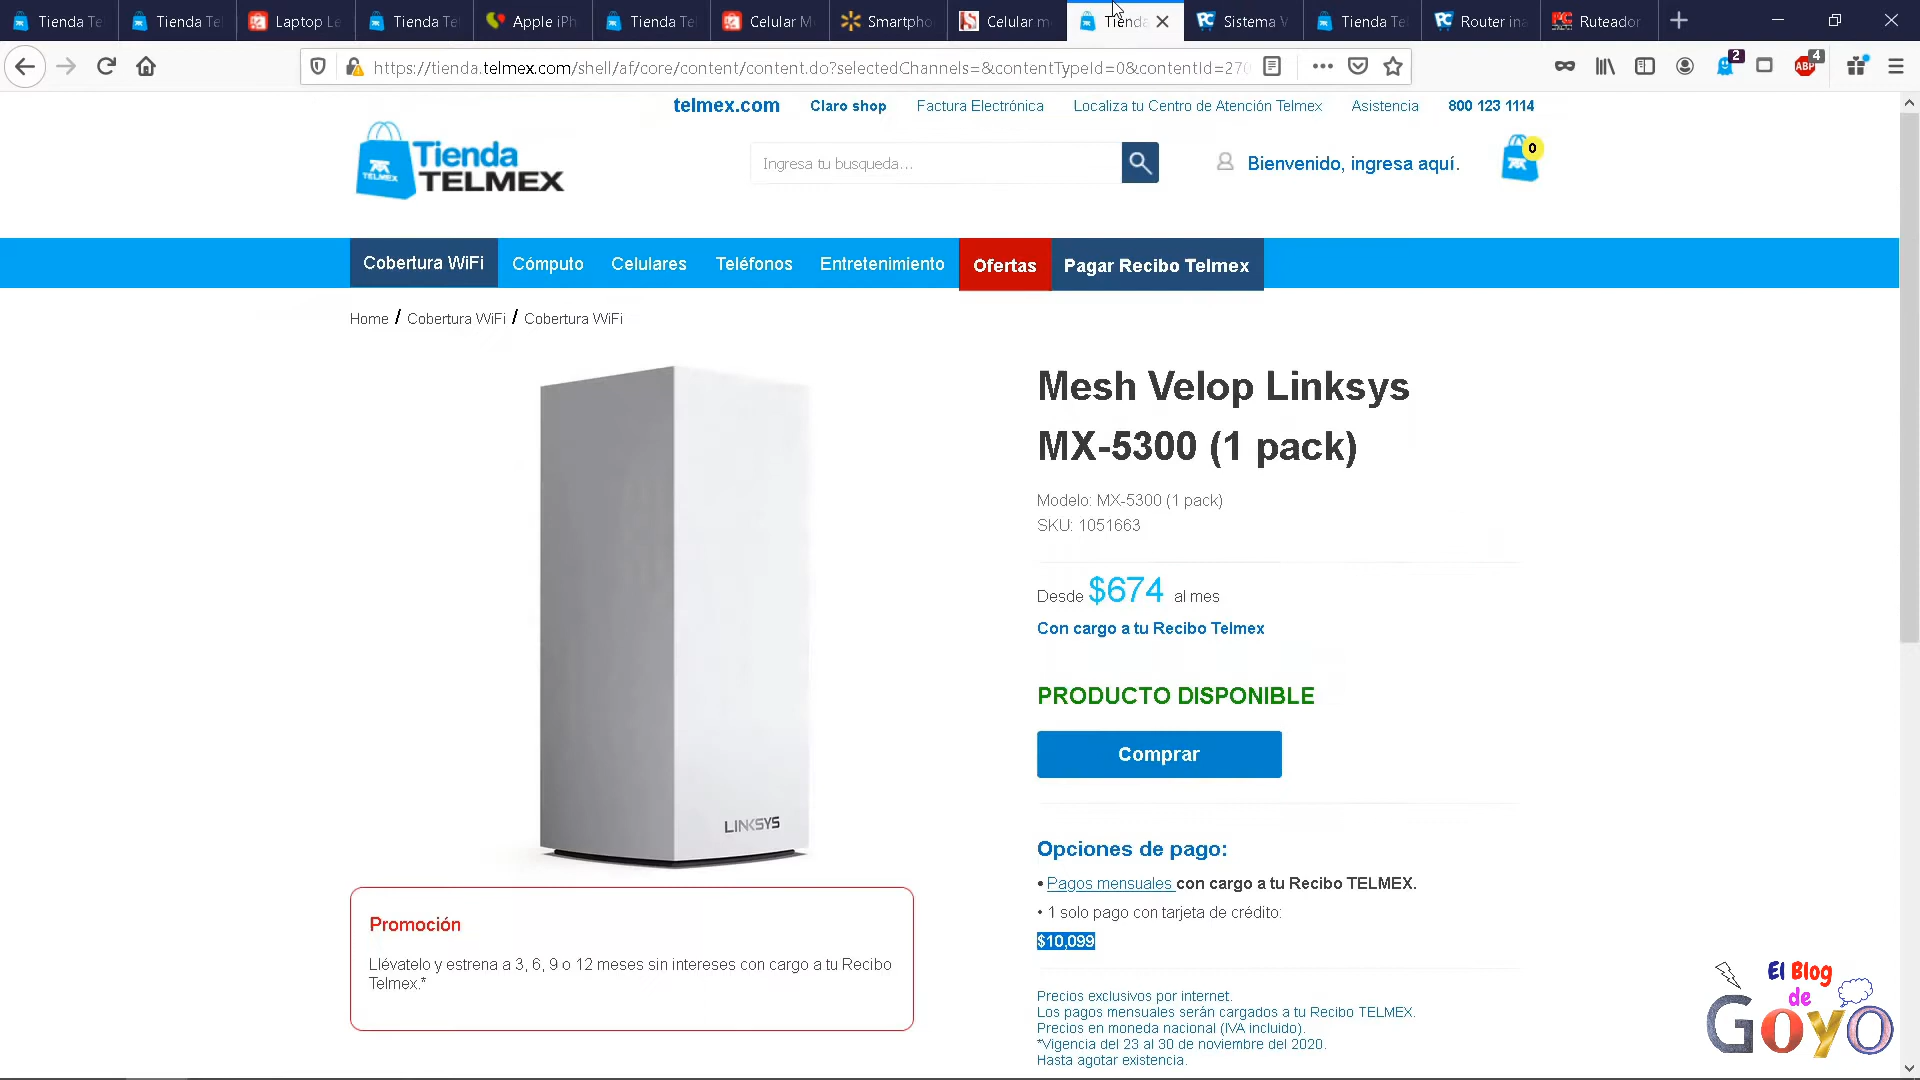 Tienda Te
Tienda Te
Laptop Le
Tienda Te
Apple iPh
Tienda Te
Celular M
Smartpho
Celular m
Tienda
Sistema V
Tienda Te
Router ina
Ruteador
https://tienda.telmex.com/shell/af/core/content/content.do?selectedChannels=&contentTypeId=0&contentId=270
2
ABP
4
telmex.com
Claro shop
Factura Electrónica
Localiza tu Centro de Atención Telmex
Asistencia
800 123 1114
TELMEX
Tienda
TELMEX
Ingresa tu busqueda...
Bienvenido, ingresa aquí.
0
Cobertura WiFi
Cómputo
Celulares
Teléfonos
Entretenimiento
Ofertas
Pagar Recibo Telmex
Home / Cobertura WiFi / Cobertura WiFi
Mesh Velop Linksys
MX-5300 (1 pack)
Modelo: MX-5300 (1 pack)
SKU: 1051663
Desde $674 al mes
Con cargo a tu Recibo Telmex
PRODUCTO DISPONIBLE
Comprar
LINKSYS
Opciones de pago:
• Pagos mensuales con cargo a tu Recibo TELMEX.
• 1 solo pago con tarjeta de crédito:
$10,099
Promoción
Llévatelo y estrena a 3, 6, 9 o 12 meses sin intereses con cargo a tu Recibo
Telmex.*
Precios exclusivos por internet.
Los pagos mensuales serán cargados a tu Recibo TELMEX.
Precios en moneda nacional (IVA incluido).
*Vigencia del 23 al 30 de noviembre del 2020.
Hasta agotar existencia.
El Blog
de
Goyo